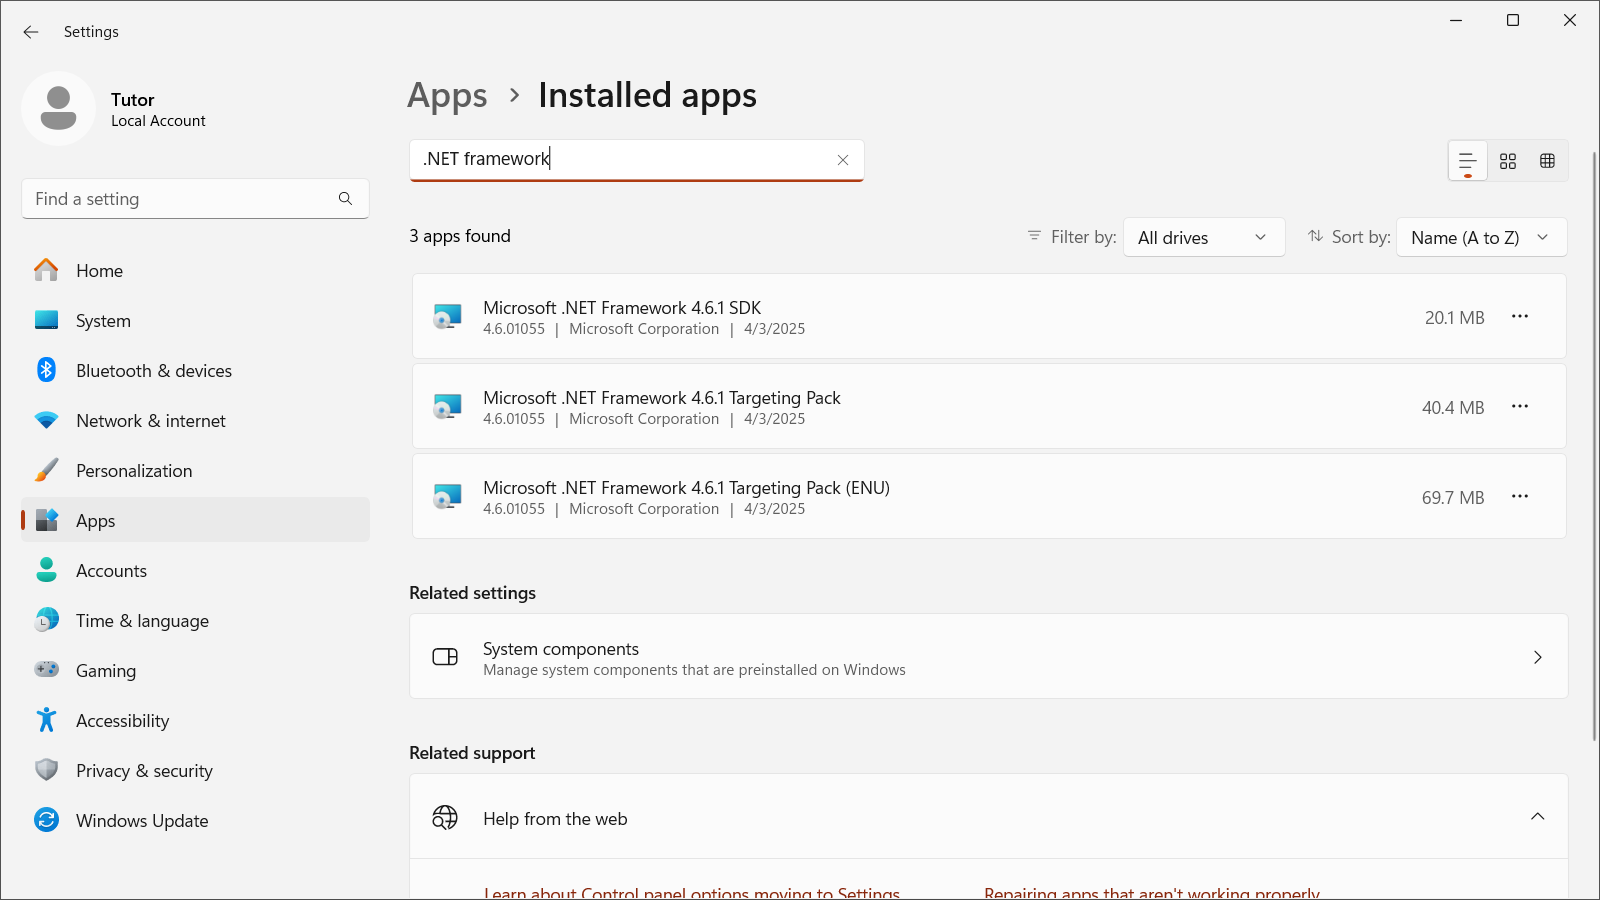 Settings
Tutor
Local Account
Find a setting
Home
System
Bluetooth & devices
Network & internet
Personalization
Apps
Accounts
Time & language
Gaming
Accessibility
Privacy & security
Windows Update
Apps > Installed apps
.NET framework
3 apps found
Filter by: All drives
Sort by: Name (A to Z)
Microsoft .NET Framework 4.6.1 SDK
4.6.01055 | Microsoft Corporation | 4/3/2025
20.1 MB
Microsoft .NET Framework 4.6.1 Targeting Pack
4.6.01055 | Microsoft Corporation | 4/3/2025
40.4 MB
Microsoft .NET Framework 4.6.1 Targeting Pack (ENU)
4.6.01055 | Microsoft Corporation | 4/3/2025
69.7 MB
Related settings
System components
Manage system components that are preinstalled on Windows
Related support
Help from the web
Learn about Control panel options moving to Settings
Repairing apps that aren't working properly